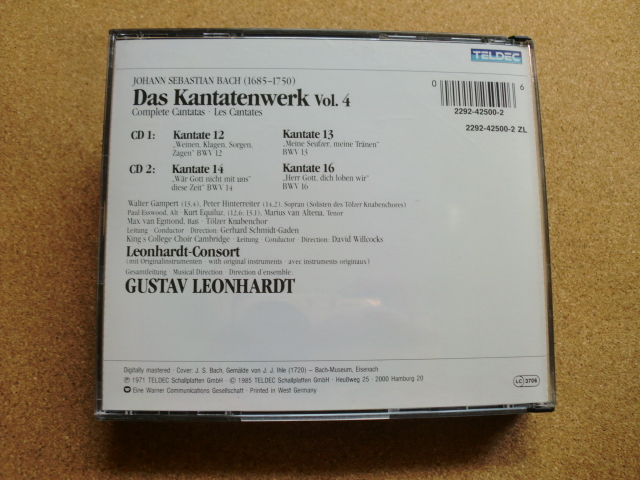 TELDEC
JOHANN SEBASTIAN BACH (1685–1750)
Das Kantatenwerk Vol. 4
Complete Cantatas · Les Cantates
0 6
2292-42500-2
2292-42500-2 ZL
CD 1: Kantate 12 Kantate 13
„Weinen, Klagen, Sorgen, „Meine Seufzer, meine Tränen"
Zagen" BWV 12 BWV 13
CD 2: Kantate 14 Kantate 16
„Wär Gott nicht mit uns „Herr Gott, dich loben wir"
diese Zeit" BWV 14 BWV 16
Walter Gampert (13,4), Peter Hinterreiter (14,2), Sopran (Solisten des Tölzer Knabenchores)
Paul Esswood, Alt · Kurt Equiluz, (12,6; 13,1), Marius van Altena, Tenor
Max van Egmond, Baß · Tölzer Knabenchor
Leitung · Conductor · Direction: Gerhard Schmidt-Gaden
King's College Choir Cambridge · Leitung · Conductor · Direction: David Willcocks
Leonhardt-Consort
(mit Originalinstrumenten · with original instruments · avec instruments originaux)
Gesamtleitung · Musical Direction · Direction d'ensemble
GUSTAV LEONHARDT
Digitally mastered · Cover: J. S. Bach, Gemälde von J. J. Ihle (1720) – Bach-Museum, Eisenach
Ⓟ 1971 TELDEC Schallplatten GmbH · © 1985 TELDEC Schallplatten GmbH · Heußweg 25 · 2000 Hamburg 20
Eine Warner Communications Gesellschaft · Printed in West Germany
LC 3706